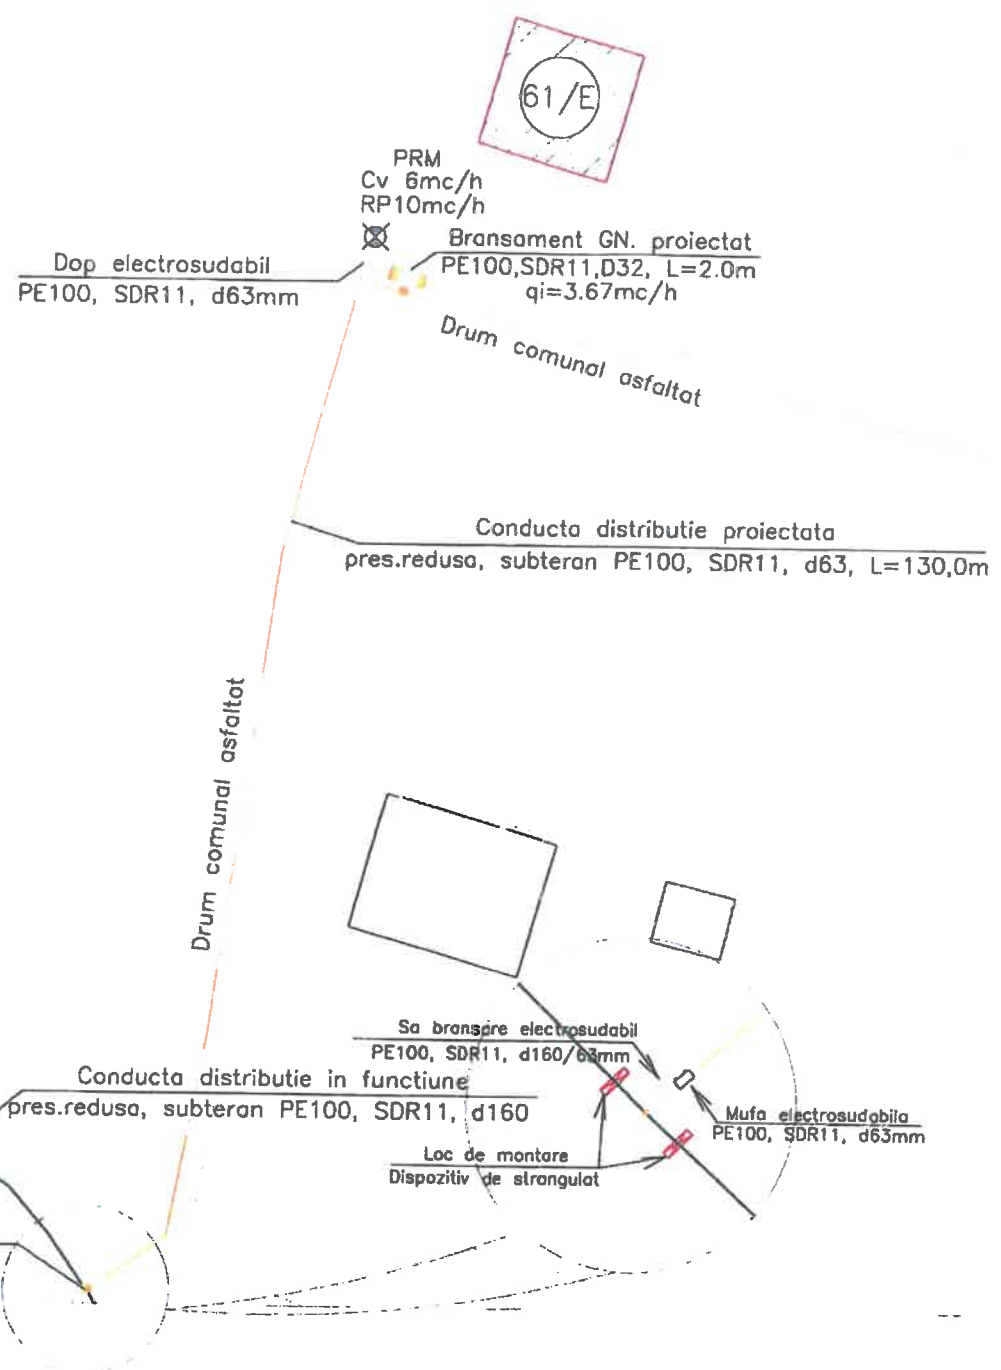 61/E
PRM
Cv 6mc/h
RP10mc/h
Dop electrosudabil
PE100, SDR11, d63mm
Bransament GN. proiectat
PE100,SDR11,D32, L=2.0m
qi=3.67mc/h
Drum comunal asfaltat
Conducta distributie proiectata
pres.redusa, subteran PE100, SDR11, d63, L=130,0m
Drum comunal asfaltat
Sa bransare electrosudabil
PE100, SDR11, d160/63mm
Conducta distributie in functiune
pres.redusa, subteran PE100, SDR11, d160
Mufa electrosudabila
PE100, SDR11, d63mm
Loc de montare
Dispozitiv de strangulat